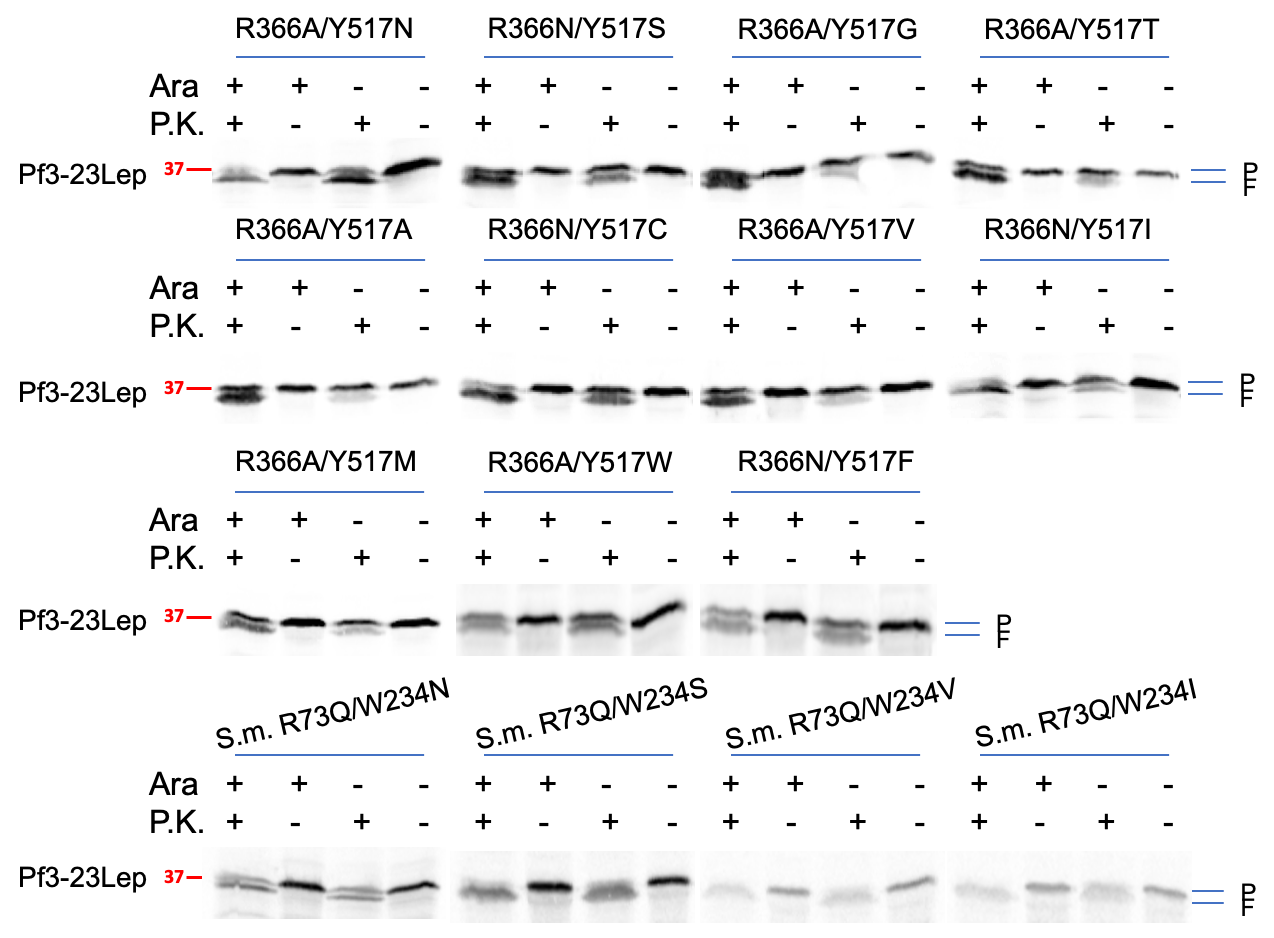 R366A/Y517N R366N/Y517S R366A/Y517G R366A/Y517T
Ara + + - - + + - - + + - - + + - -
P.K. + - + - + - + - + - + - + - + -
Pf3-23Lep 37 P
F
R366A/Y517A R366N/Y517C R366A/Y517V R366N/Y517I
Ara + + - - + + - - + + - - + + - -
P.K. + - + - + - + - + - + - + - + -
Pf3-23Lep 37 P
F
R366A/Y517M R366A/Y517W R366N/Y517F
Ara + + - - + + - - + + - -
P.K. + - + - + - + - + - + -
Pf3-23Lep 37 P
F
S.m. R73Q/W234N S.m. R73Q/W234S S.m. R73Q/W234V S.m. R73Q/W234I
Ara + + - - + + - - + + - - + + - -
P.K. + - + - + - + - + - + - + - + -
Pf3-23Lep 37 P
F